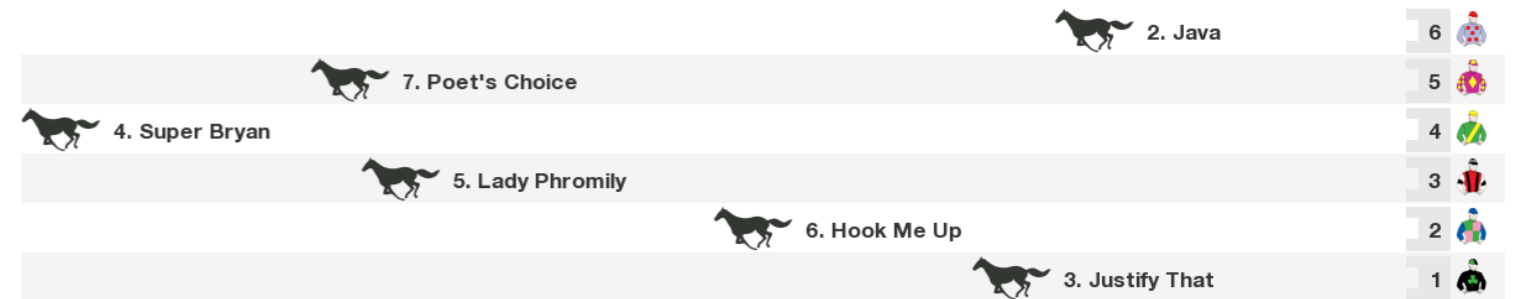 2. Java 6
7. Poet's Choice 5
4. Super Bryan 4
5. Lady Phromily 3
6. Hook Me Up 2
3. Justify That 1